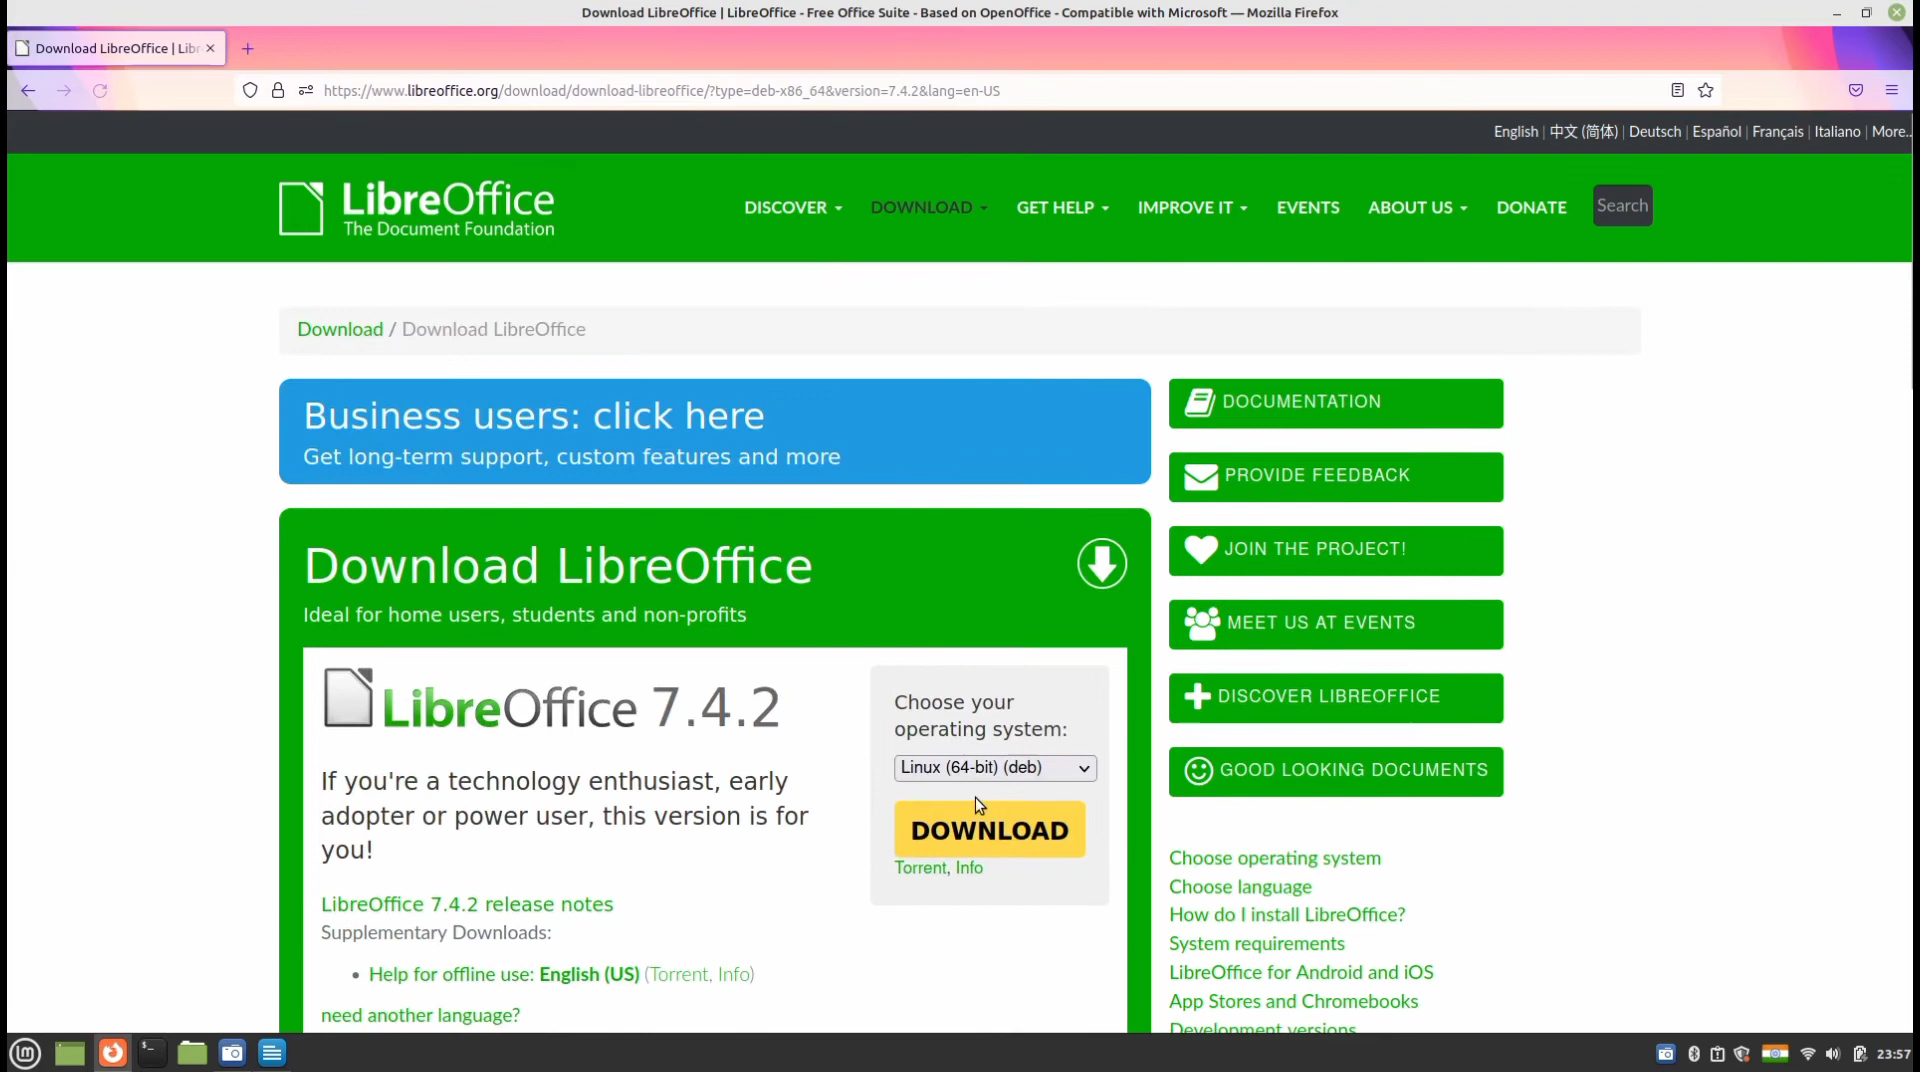 Download LibreOffice | LibreOffice - Free Office Suite - Based on OpenOffice - Compatible with Microsoft — Mozilla Firefox
Download LibreOffice | Libr
https://www.libreoffice.org/download/download-libreoffice/?type=deb-x86_64&version=7.4.2&lang=en-US
English | 中文 (简体) | Deutsch | Español | Français | Italiano | More..
LibreOffice
The Document Foundation
DISCOVER
DOWNLOAD
GET HELP
IMPROVE IT
EVENTS
ABOUT US
DONATE
Search
Download / Download LibreOffice
Business users: click here
Get long-term support, custom features and more
Download LibreOffice
Ideal for home users, students and non-profits
LibreOffice 7.4.2
If you're a technology enthusiast, early
adopter or power user, this version is for
you!
LibreOffice 7.4.2 release notes
Supplementary Downloads:
• Help for offline use: English (US) (Torrent, Info)
need another language?
Choose your
operating system:
Linux (64-bit) (deb)
DOWNLOAD
Torrent, Info
DOCUMENTATION
PROVIDE FEEDBACK
JOIN THE PROJECT!
MEET US AT EVENTS
DISCOVER LIBREOFFICE
GOOD LOOKING DOCUMENTS
Choose operating system
Choose language
How do I install LibreOffice?
System requirements
LibreOffice for Android and iOS
App Stores and Chromebooks
Development versions
23:57